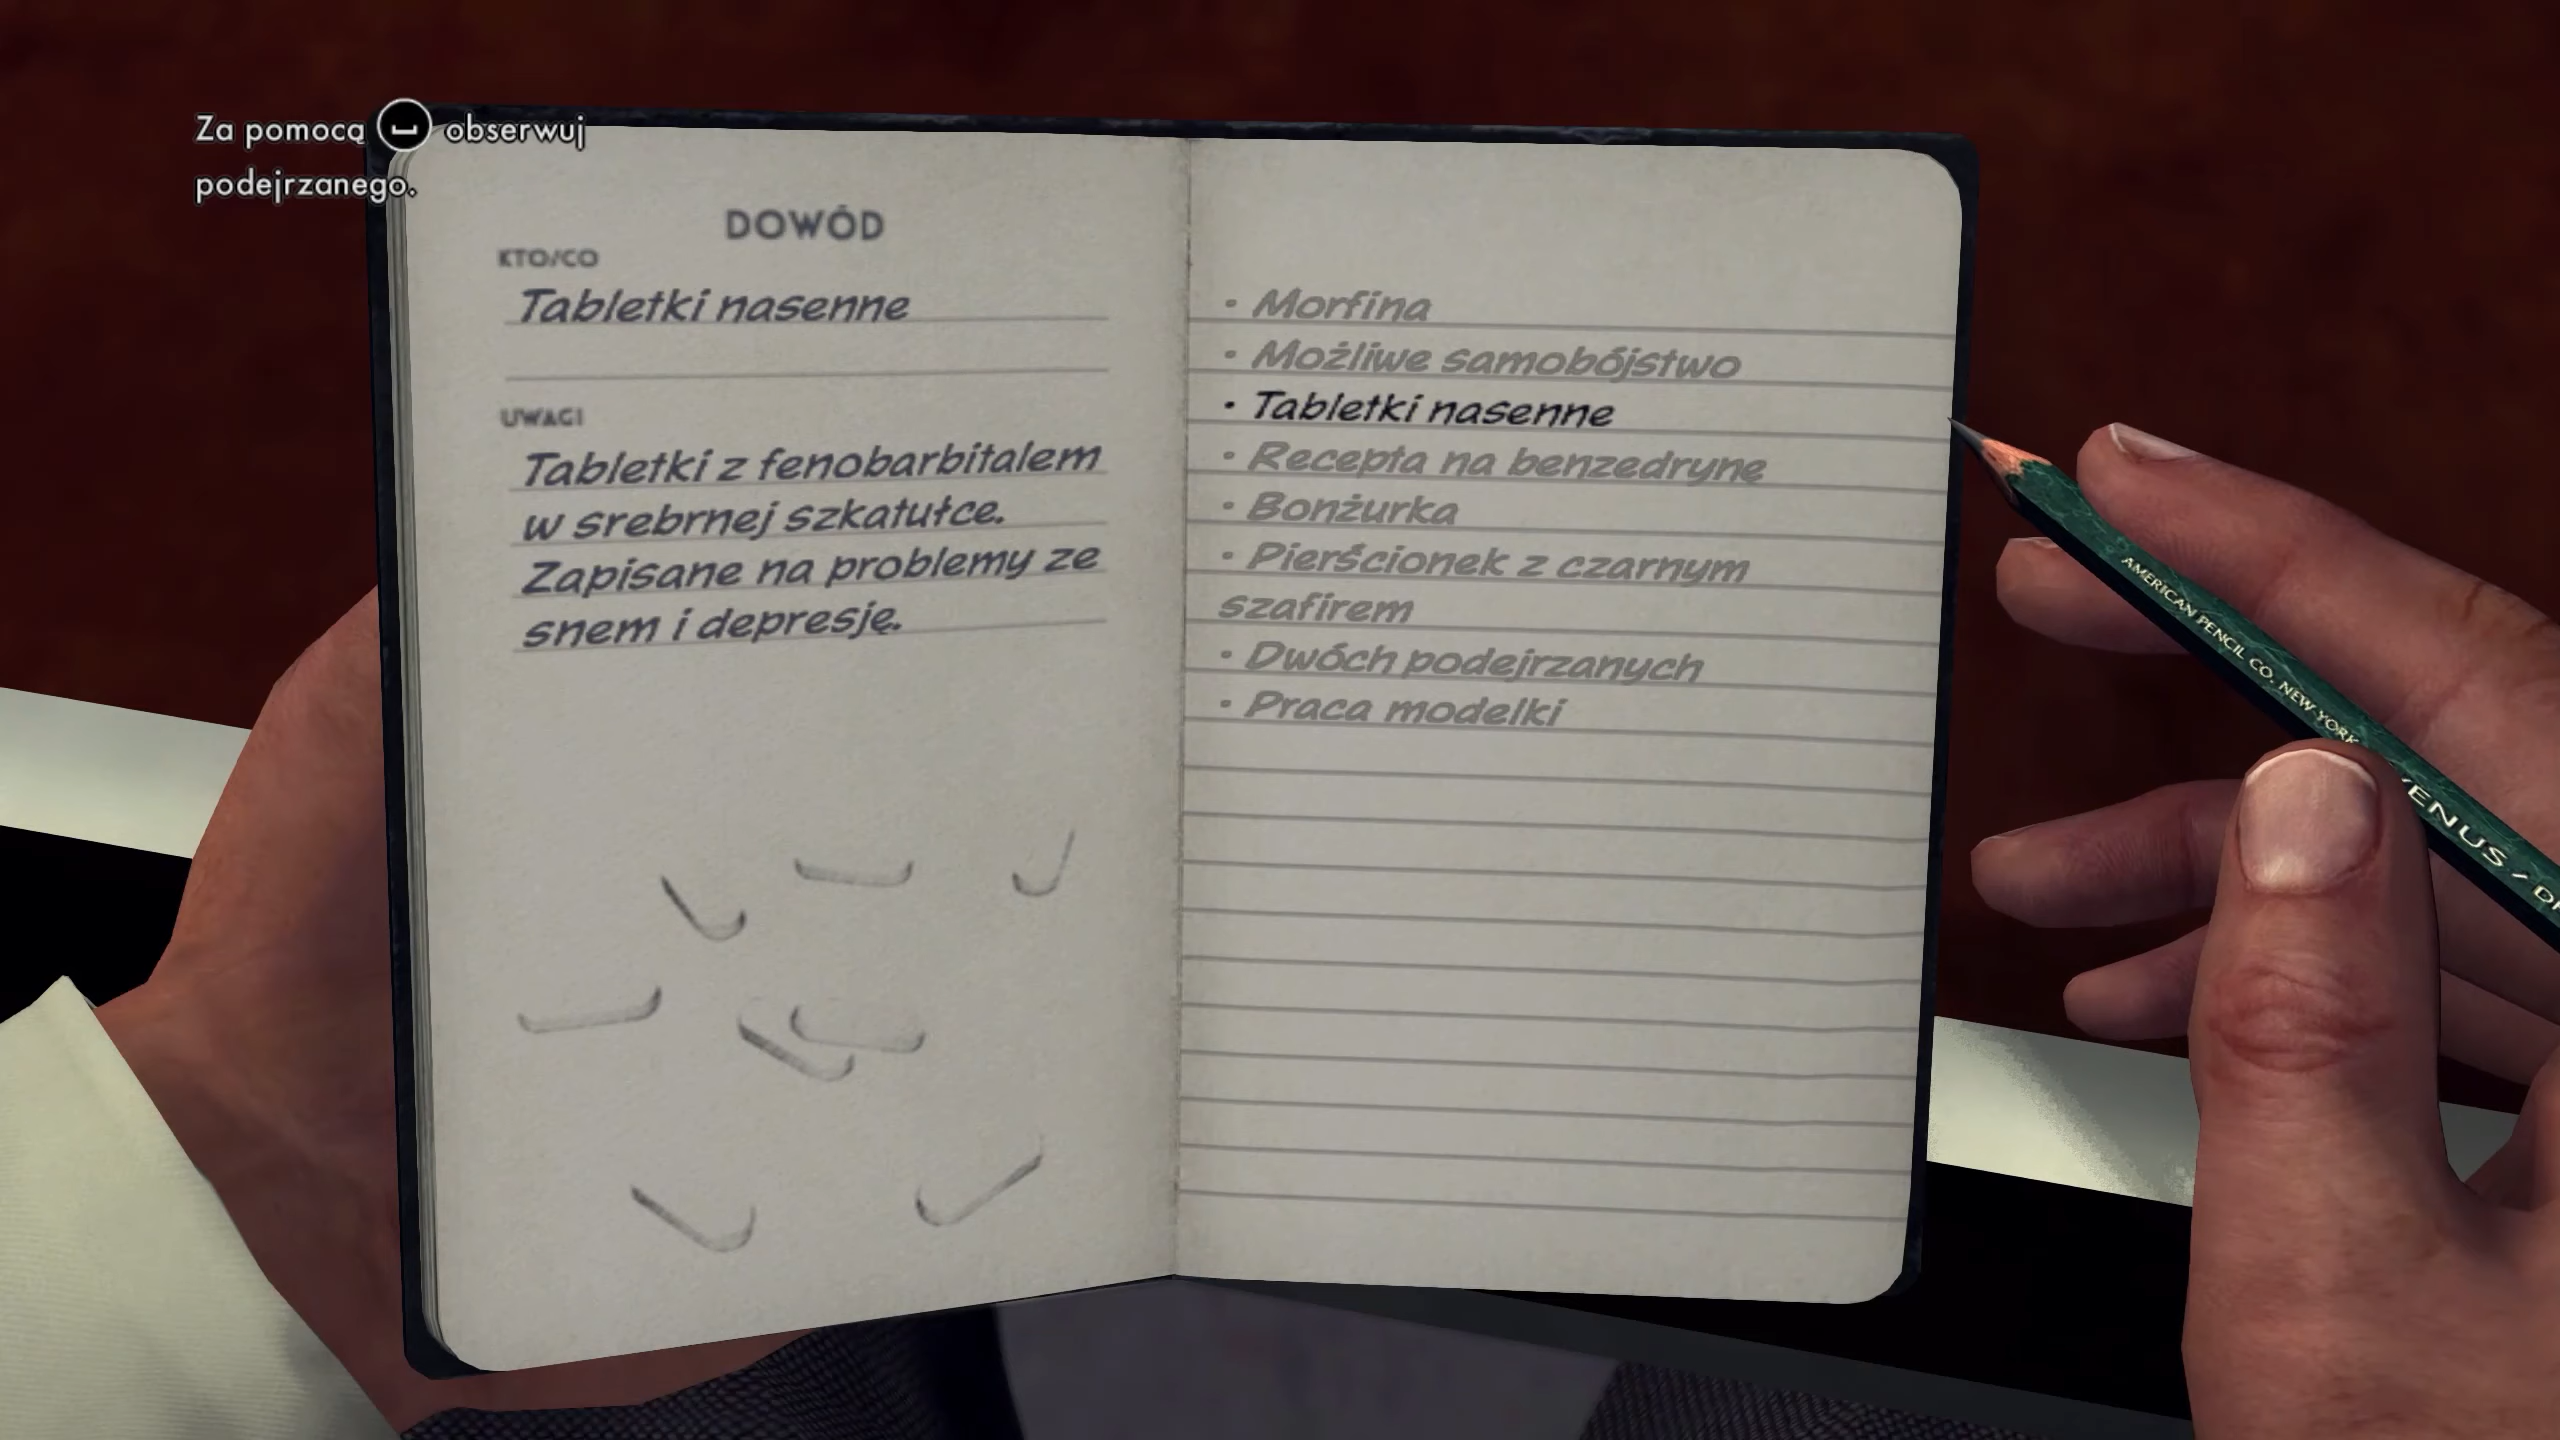 Za pomocą obserwuj
podejrzanego.
DOWÓD
KTO/CO
Tabletki nasenne
UWAGI
Tabletki z fenobarbitalem
w srebrnej szkatułce.
Zapisane na problemy ze
snem i depresję.
• Morfina
• Możliwe samobójstwo
• Tabletki nasenne
• Recepta na benzedrynę
• Bonżurka
• Pierścionek z czarnym
szafirem
• Dwóch podejrzanych
• Praca modelki
AMERICAN PENCIL CO. NEW YORK